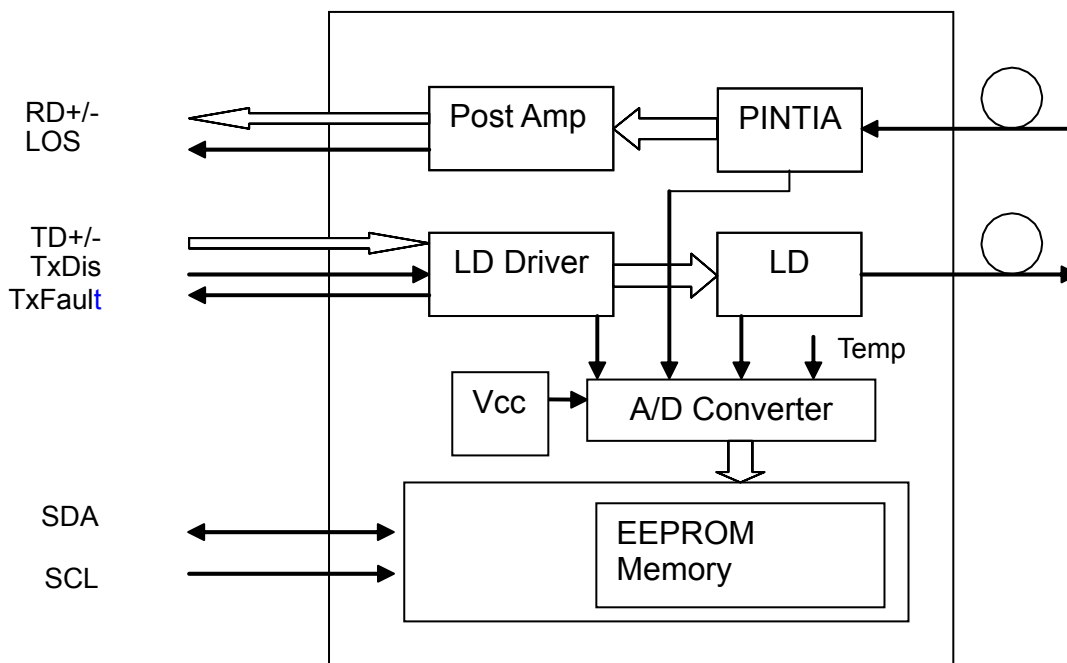 RD+/-
LOS
Post Amp
PINTIA
TD+/-
TxDis
TxFault
LD Driver
LD
Temp
Vcc
A/D Converter
SDA
SCL
EEPROM
Memory